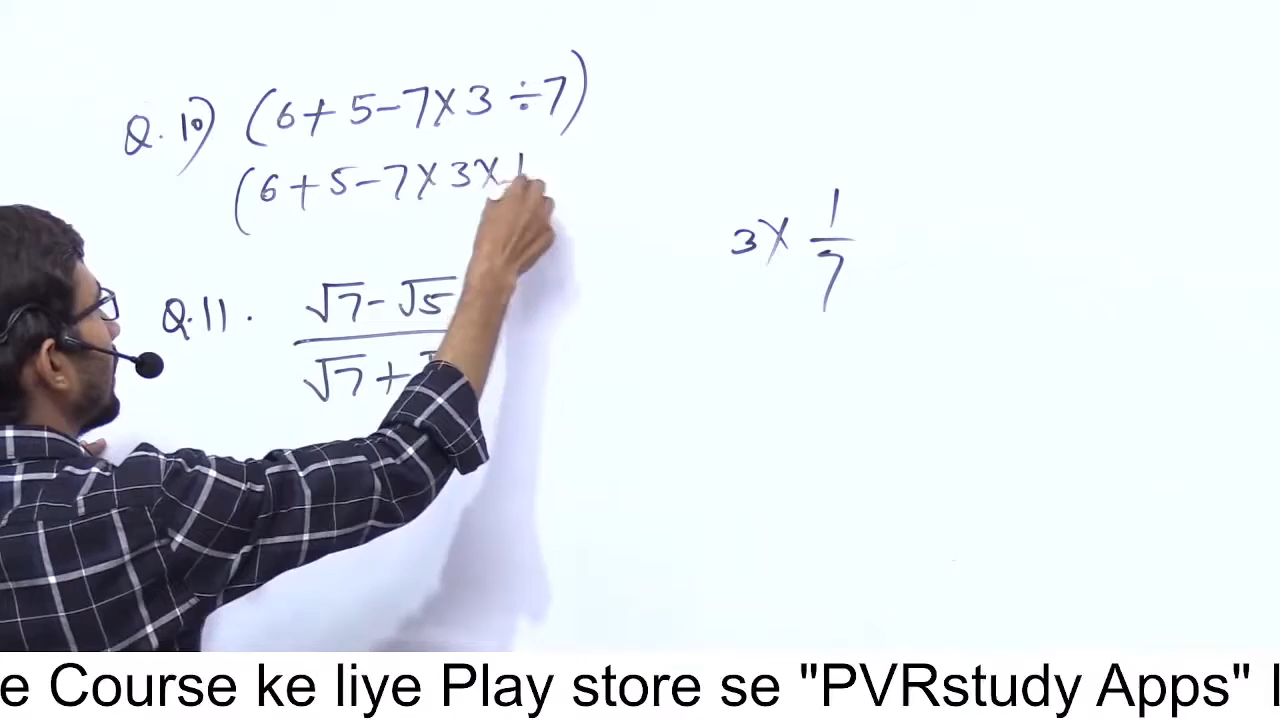 Q.10) (6+5-7×3÷7)
(6+5-7×3×1
3×1/7
Q.11. √7-√5
√7+√
e Course ke liye Play store se "PVRstudy Apps"